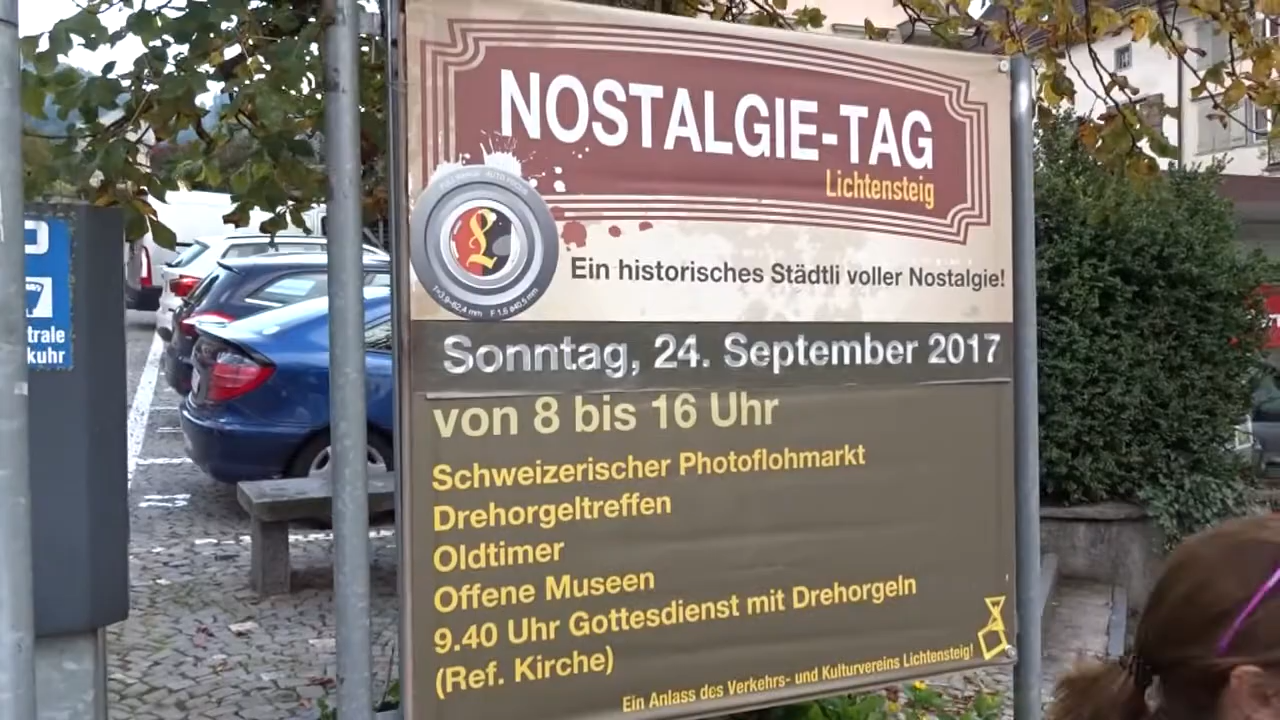 NOSTALGIE-TAG
Lichtensteig
Ein historisches Städtli voller Nostalgie!
Sonntag, 24. September 2017
von 8 bis 16 Uhr
Schweizerischer Photoflohmarkt
Drehorgeltreffen
Oldtimer
Offene Museen
9.40 Uhr Gottesdienst mit Drehorgeln
(Ref. Kirche)
Ein Anlass des Verkehrs- und Kulturvereins Lichtensteig!
trale
kuhr